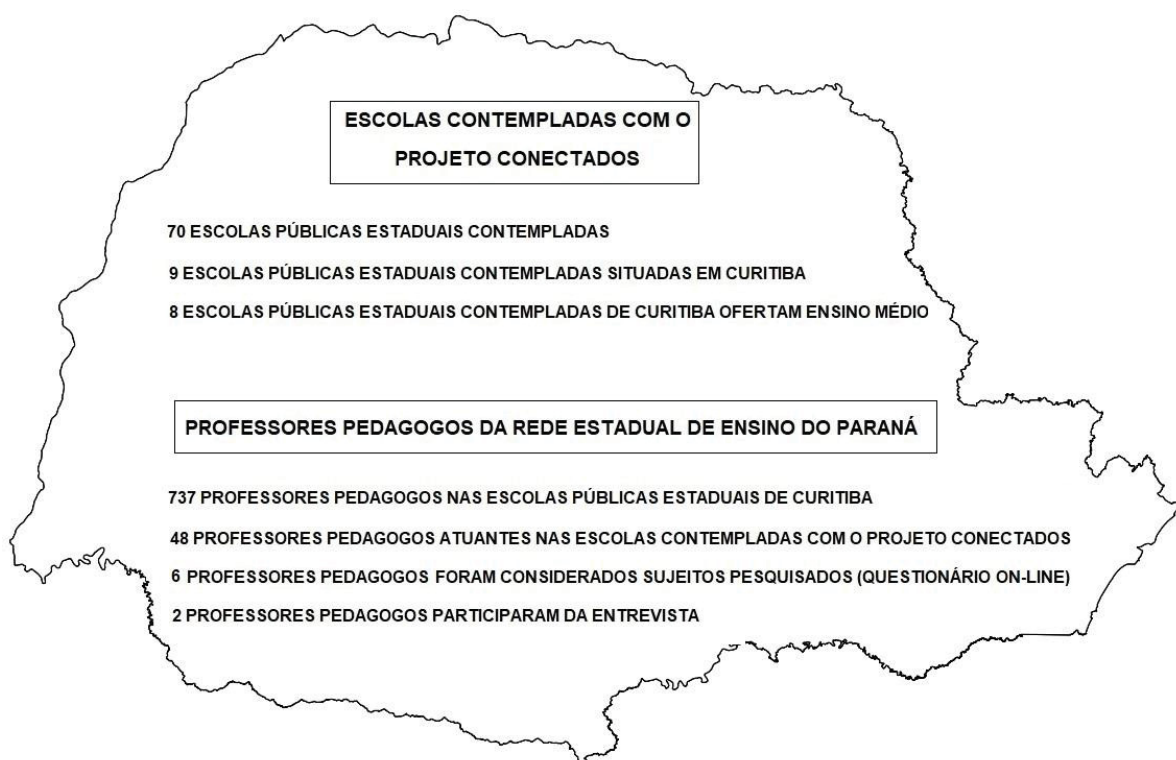 ESCOLAS CONTEMPLADAS COM O
PROJETO CONECTADOS
70 ESCOLAS PÚBLICAS ESTADUAIS CONTEMPLADAS
9 ESCOLAS PÚBLICAS ESTADUAIS CONTEMPLADAS SITUADAS EM CURITIBA
8 ESCOLAS PÚBLICAS ESTADUAIS CONTEMPLADAS DE CURITIBA OFERTAM ENSINO MÉDIO
PROFESSORES PEDAGOGOS DA REDE ESTADUAL DE ENSINO DO PARANÁ
737 PROFESSORES PEDAGOGOS NAS ESCOLAS PÚBLICAS ESTADUAIS DE CURITIBA
48 PROFESSORES PEDAGOGOS ATUANTES NAS ESCOLAS CONTEMPLADAS COM O PROJETO CONECTADOS
6 PROFESSORES PEDAGOGOS FORAM CONSIDERADOS SUJEITOS PESQUISADOS (QUESTIONÁRIO ON-LINE)
2 PROFESSORES PEDAGOGOS PARTICIPARAM DA ENTREVISTA